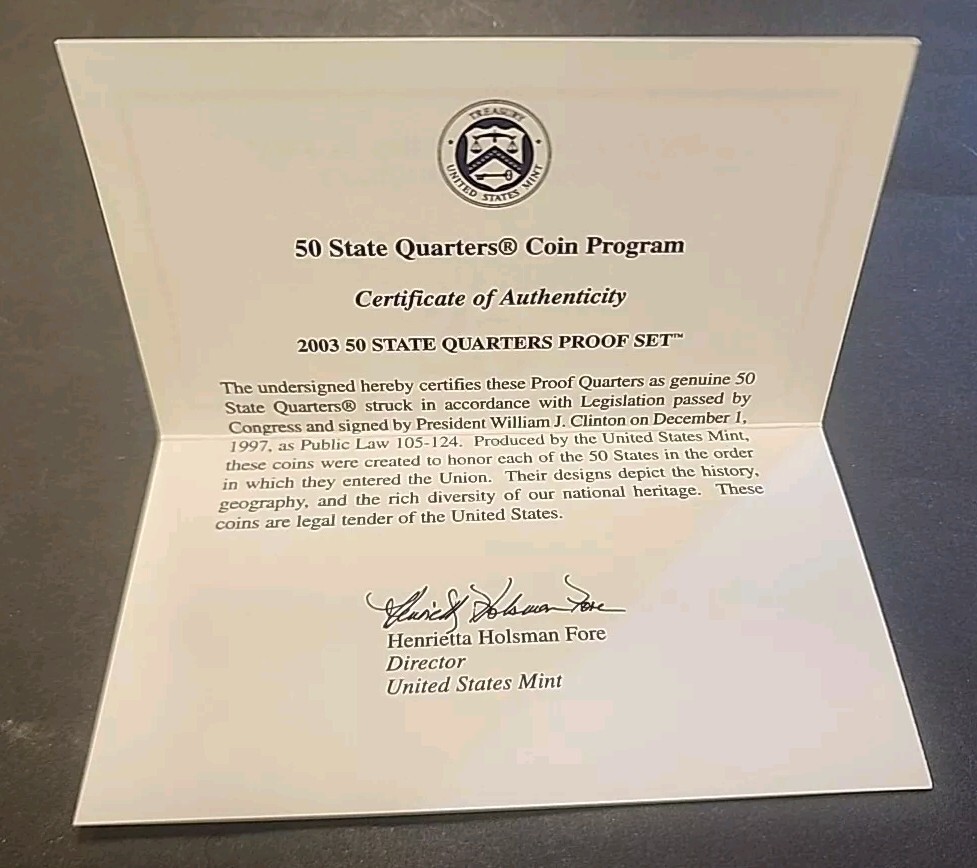 TREASURY
UNITED STATES MINT
50 State Quarters® Coin Program
Certificate of Authenticity
2003 50 STATE QUARTERS PROOF SET™
The undersigned hereby certifies these Proof Quarters as genuine 50
State Quarters® struck in accordance with Legislation passed by
Congress and signed by President William J. Clinton on December 1,
1997, as Public Law 105-124. Produced by the United States Mint,
these coins were created to honor each of the 50 States in the order
in which they entered the Union. Their designs depict the history,
geography, and the rich diversity of our national heritage. These
coins are legal tender of the United States.
Henrietta Holsman Fore
Henrietta Holsman Fore
Director
United States Mint